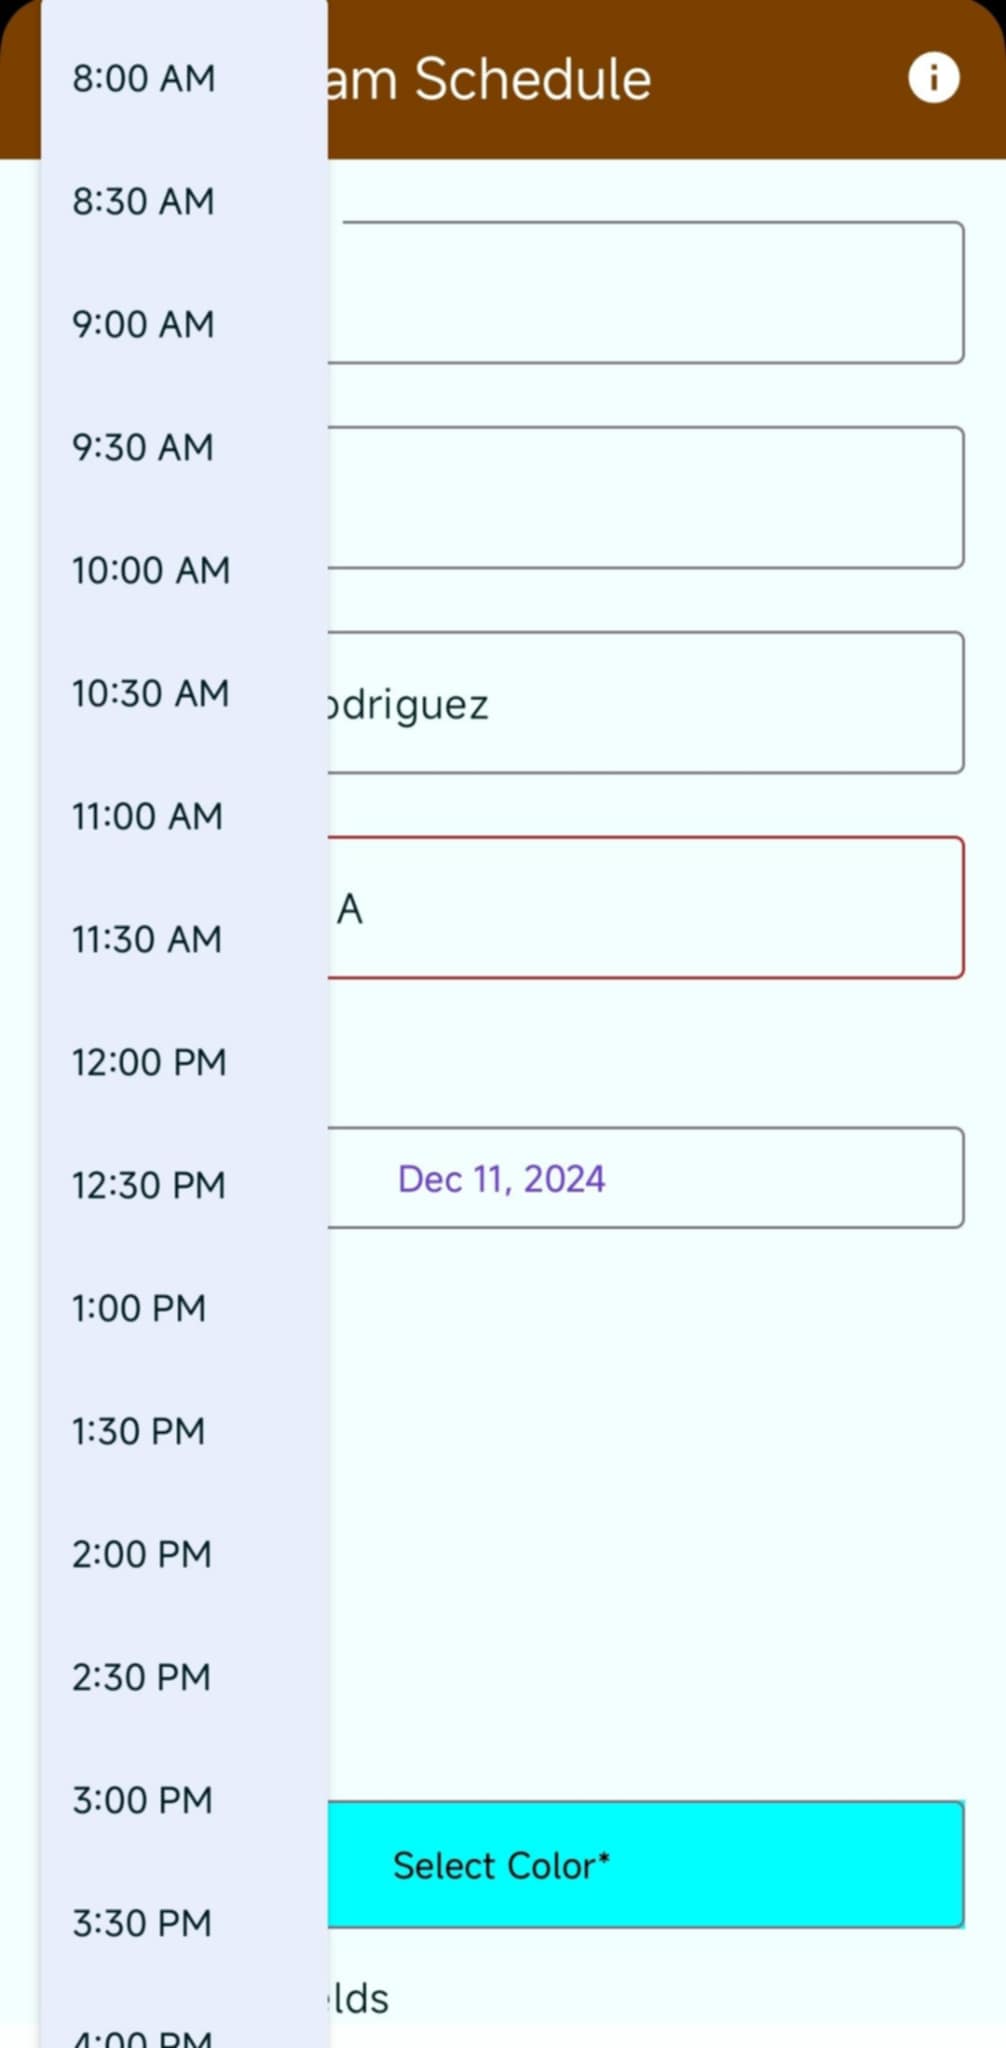 8:00 AM
8:30 AM
9:00 AM
9:30 AM
10:00 AM
10:30 AM
11:00 AM
11:30 AM
12:00 PM
12:30 PM
1:00 PM
1:30 PM
2:00 PM
2:30 PM
3:00 PM
3:30 PM
4:00 PM
am Schedule
odriguez
A
Dec 11, 2024
Select Color*
lds